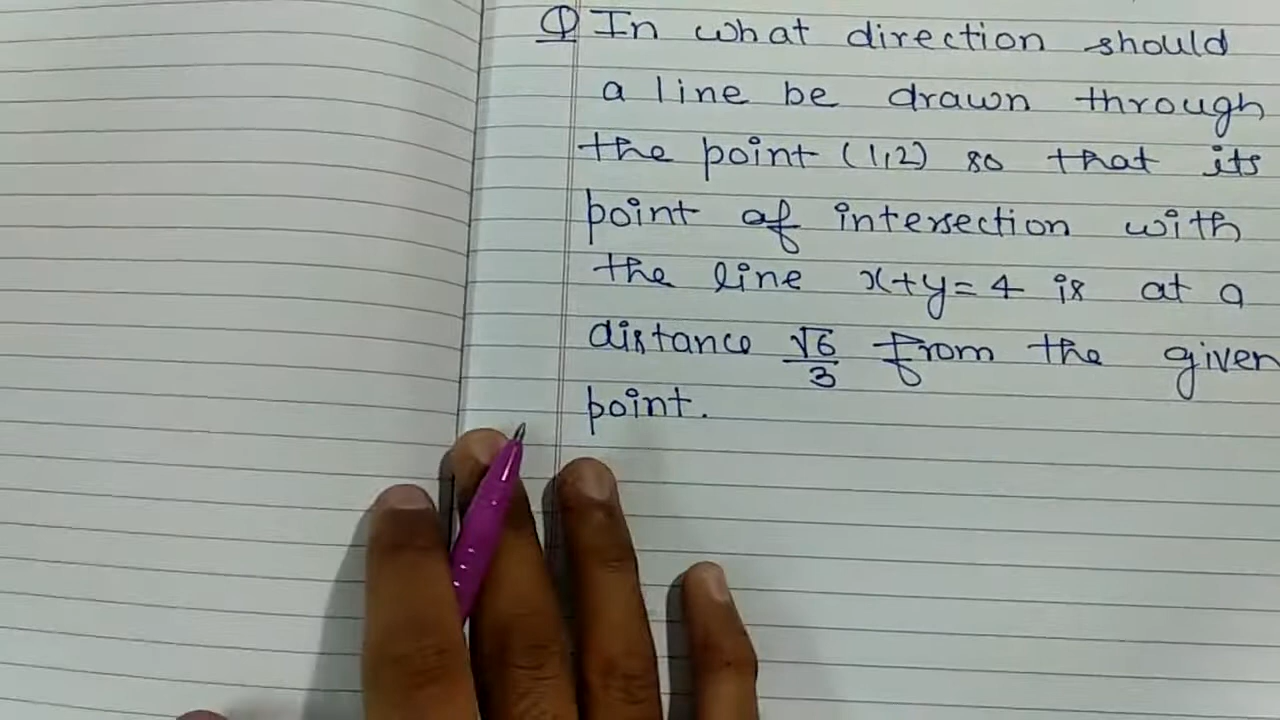 Q In what direction should
a line be drawn through
the point (1,2) so that its
point of intersection with
the line x+y=4 is at a
distance √6/3 from the given
point.